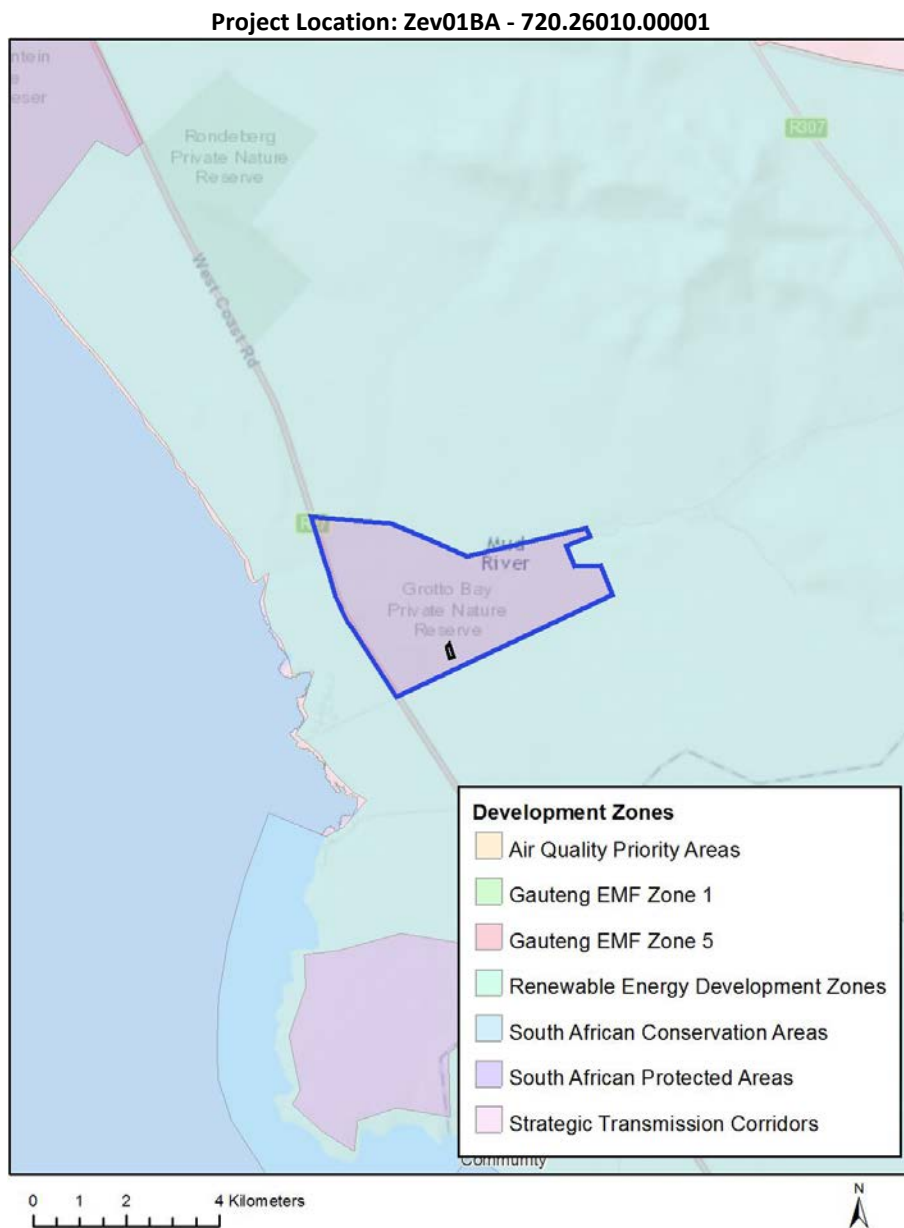 Project Location: Zev01BA - 720.26010.00001
ntein
e
eser
Rondeberg
Private Nature
Reserve
R307
West Coast Rd
Mud
River
Grotto Bay
Private Nature
Reserve
Development Zones
Air Quality Priority Areas
Gauteng EMF Zone 1
Gauteng EMF Zone 5
Renewable Energy Development Zones
South African Conservation Areas
South African Protected Areas
Strategic Transmission Corridors
Community
0 1 2 4 Kilometers
N